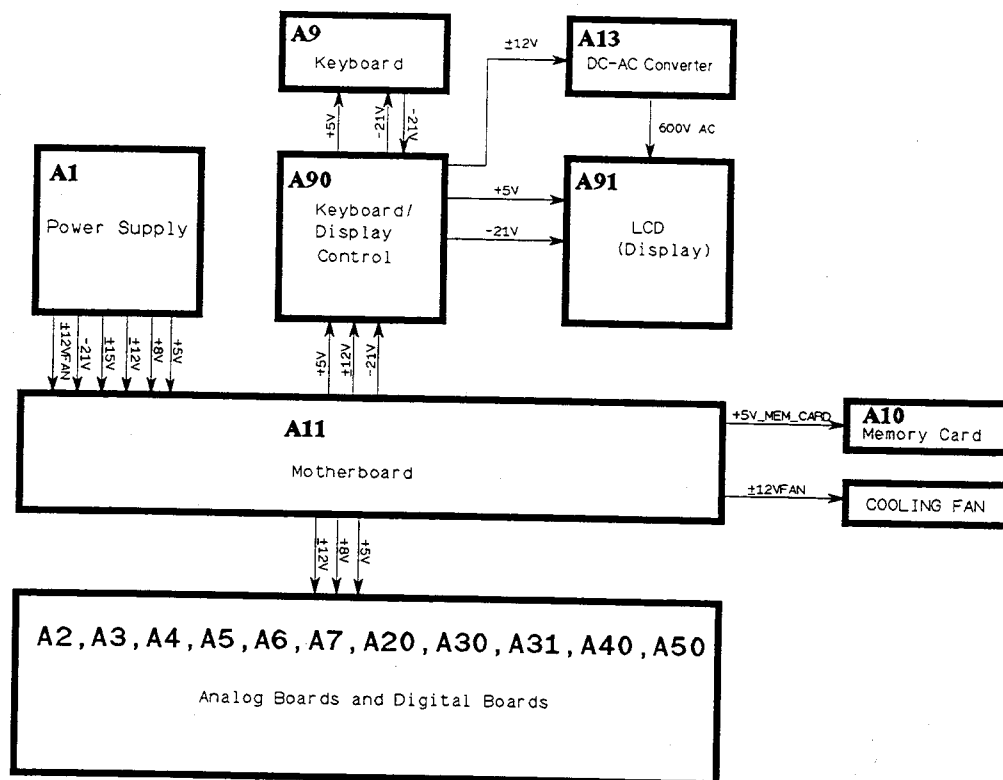 A9
Keyboard
±12V
A13
DC-AC Converter
+5V
-21V
-21V
600V AC
A1
Power Supply
A90
Keyboard/
Display
Control
+5V
-21V
A91
LCD
(Display)
±12VFAN
-21V
±15V
±12V
+8V
+5V
+5V
±12V
-21V
A11
Motherboard
+5V_MEM_CARD
A10
Memory Card
±12VFAN
COOLING FAN
±12V
+8V
+5V
A2,A3,A4,A5,A6,A7,A20,A30,A31,A40,A50
Analog Boards and Digital Boards